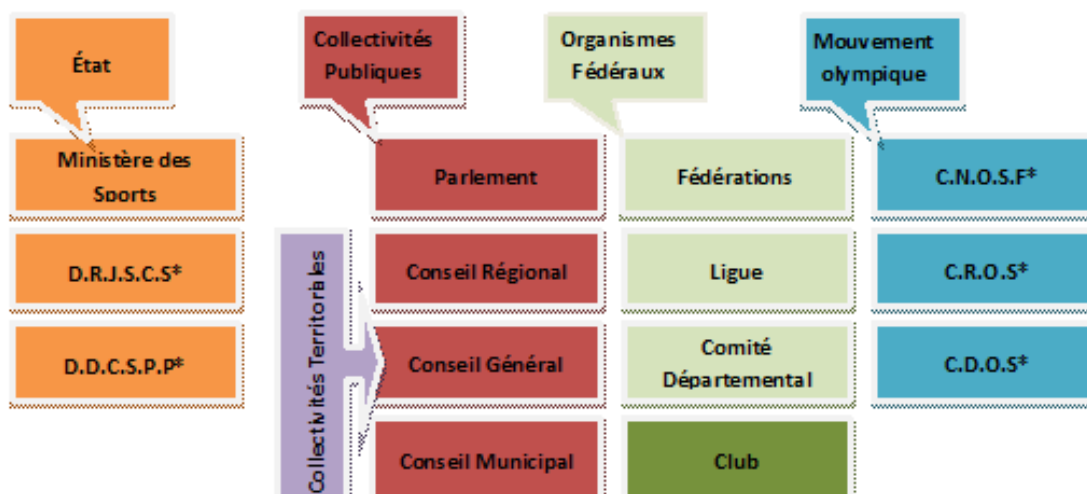 État
Collectivités
Publiques
Organismes
Fédéraux
Mouvement
olympique
Ministère des
Sports
Parlement
Fédérations
C.N.O.S.F*
D.R.J.S.C.S*
Collectivités Territoriales
Conseil Régional
Ligue
C.R.O.S*
D.D.C.S.P.P*
Conseil Général
Comité
Départemental
C.D.O.S*
Conseil Municipal
Club